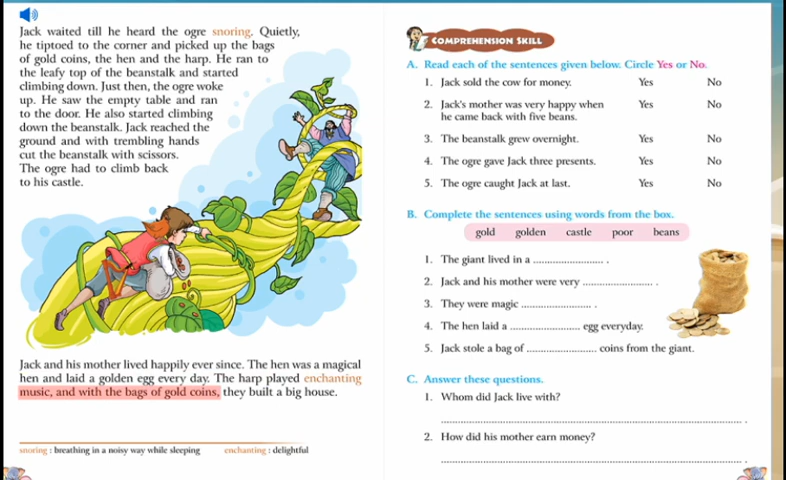 Jack waited till he heard the ogre snoring. Quietly,
he tiptoed to the corner and picked up the bags
of gold coins, the hen and the harp. He ran to
the leafy top of the beanstalk and started
climbing down. Just then, the ogre woke
up. He saw the empty table and ran
to the door. He also started climbing
down the beanstalk. Jack reached the
ground and with trembling hands
cut the beanstalk with scissors.
The ogre had to climb back
to his castle.
Jack and his mother lived happily ever since. The hen was a magical
hen and laid a golden egg every day. The harp played enchanting
music, and with the bags of gold coins, they built a big house.
snoring : breathing in a noisy way while sleeping enchanting : delightful
COMPREHENSION SKILL
A. Read each of the sentences given below. Circle Yes or No.
1. Jack sold the cow for money. Yes No
2. Jack's mother was very happy when Yes No
he came back with five beans.
3. The beanstalk grew overnight. Yes No
4. The ogre gave Jack three presents. Yes No
5. The ogre caught Jack at last. Yes No
B. Complete the sentences using words from the box.
gold golden castle poor beans
1. The giant lived in a ........................ .
2. Jack and his mother were very ........................ .
3. They were magic ........................ .
4. The hen laid a ........................ egg everyday.
5. Jack stole a bag of ........................ coins from the giant.
C. Answer these questions.
1. Whom did Jack live with?
2. How did his mother earn money?